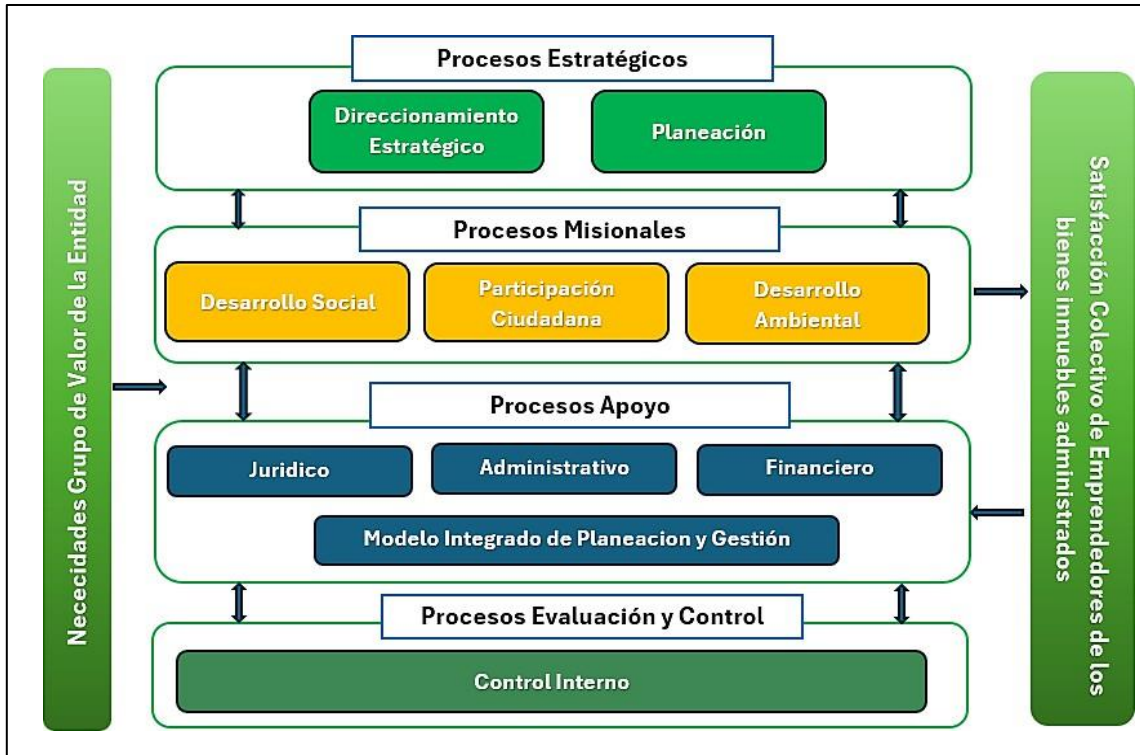 Nececidades Grupo de Valor de la Entidad
Procesos Estratégicos
Direccionamiento
Estratégico
Planeación
Procesos Misionales
Desarrollo Social
Participación
Ciudadana
Desarrollo
Ambiental
Procesos Apoyo
Juridico
Administrativo
Financiero
Modelo Integrado de Planeacion y Gestión
Procesos Evaluación y Control
Control Interno
Satisfacción Colectivo de Emprendedores de los
bienes inmuebles administrados